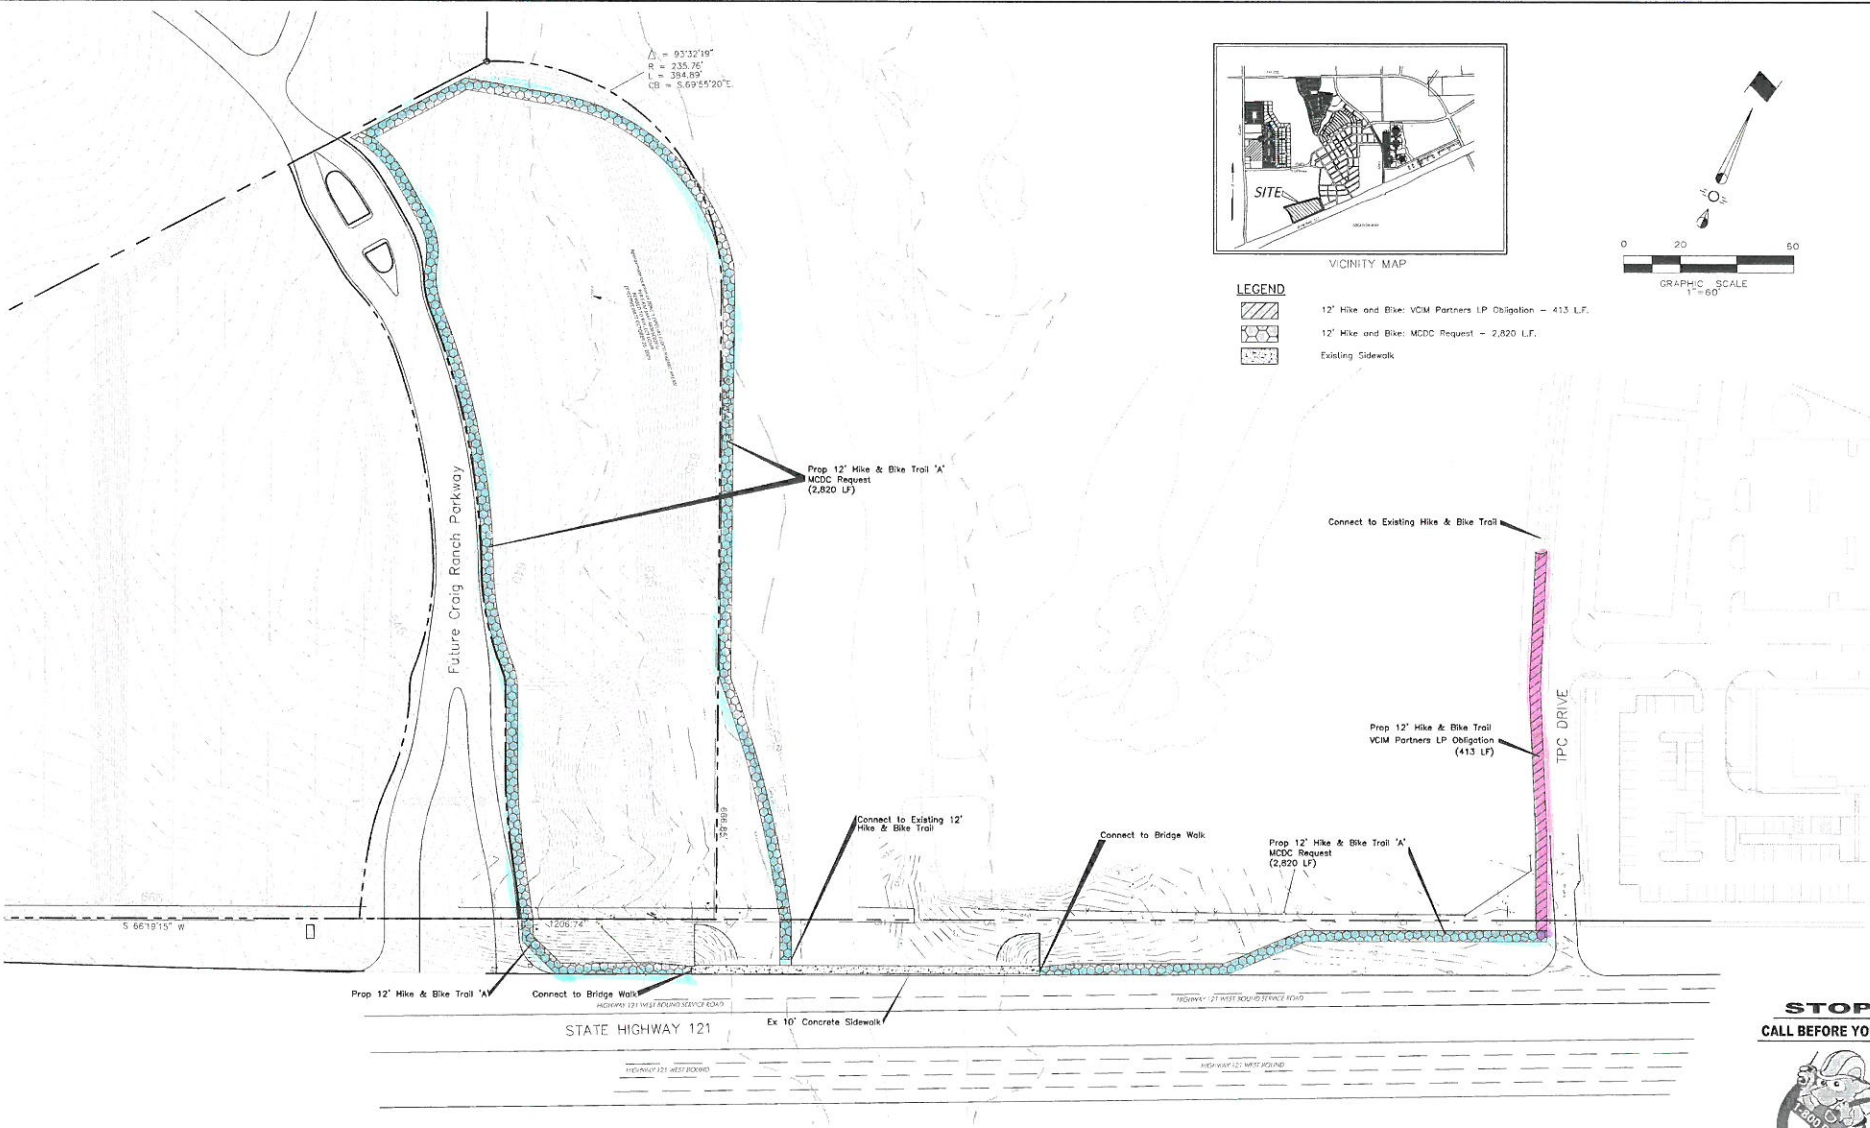 Δ = 93°32'19"
R = 235.76'
L = 384.89'
CB = S.69°55'20"E.
SITE
VICINITY MAP
0 20 60
GRAPHIC SCALE
1"=60'
LEGEND
12' Hike and Bike: VCIM Partners LP Obligation - 413 L.F.
12' Hike and Bike: MCDC Request - 2,820 L.F.
Existing Sidewalk
Prop 12' Hike & Bike Trail 'A'
MCDC Request
(2,820 LF)
Future Craig Ranch Parkway
Connect to Existing Hike & Bike Trail
Prop 12' Hike & Bike Trail
VCIM Partners LP Obligation
(413 LF)
TPC DRIVE
666.84'
Connect to Existing 12'
Hike & Bike Trail
Connect to Bridge Walk
Prop 12' Hike & Bike Trail 'A'
MCDC Request
(2,820 LF)
S 66°19'15" W
1206.74'
Prop 12' Hike & Bike Trail 'A'
Connect to Bridge Walk
HIGHWAY 121 WEST BOUND SERVICE ROAD
HIGHWAY 121 WEST BOUND SERVICE ROAD
Ex 10' Concrete Sidewalk
STATE HIGHWAY 121
HIGHWAY 121 WEST BOUND
HIGHWAY 121 WEST BOUND
STOP
CALL BEFORE YO
1-800